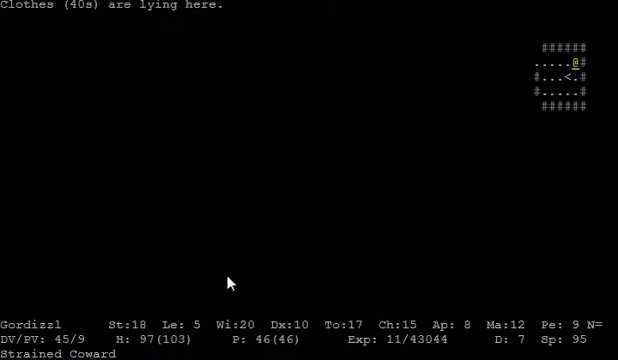 Clothes (40s) are lying here.
######
.....@#
#...<.#
#.....#
######
Gordizzl St:18 Le: 5 Wi:20 Dx:10 To:17 Ch:15 Ap: 8 Ma:12 Pe: 9 N=
DV/PV: 45/9 H: 97(103) P: 46(46) Exp: 11/43044 D: 7 Sp: 95
Strained Coward